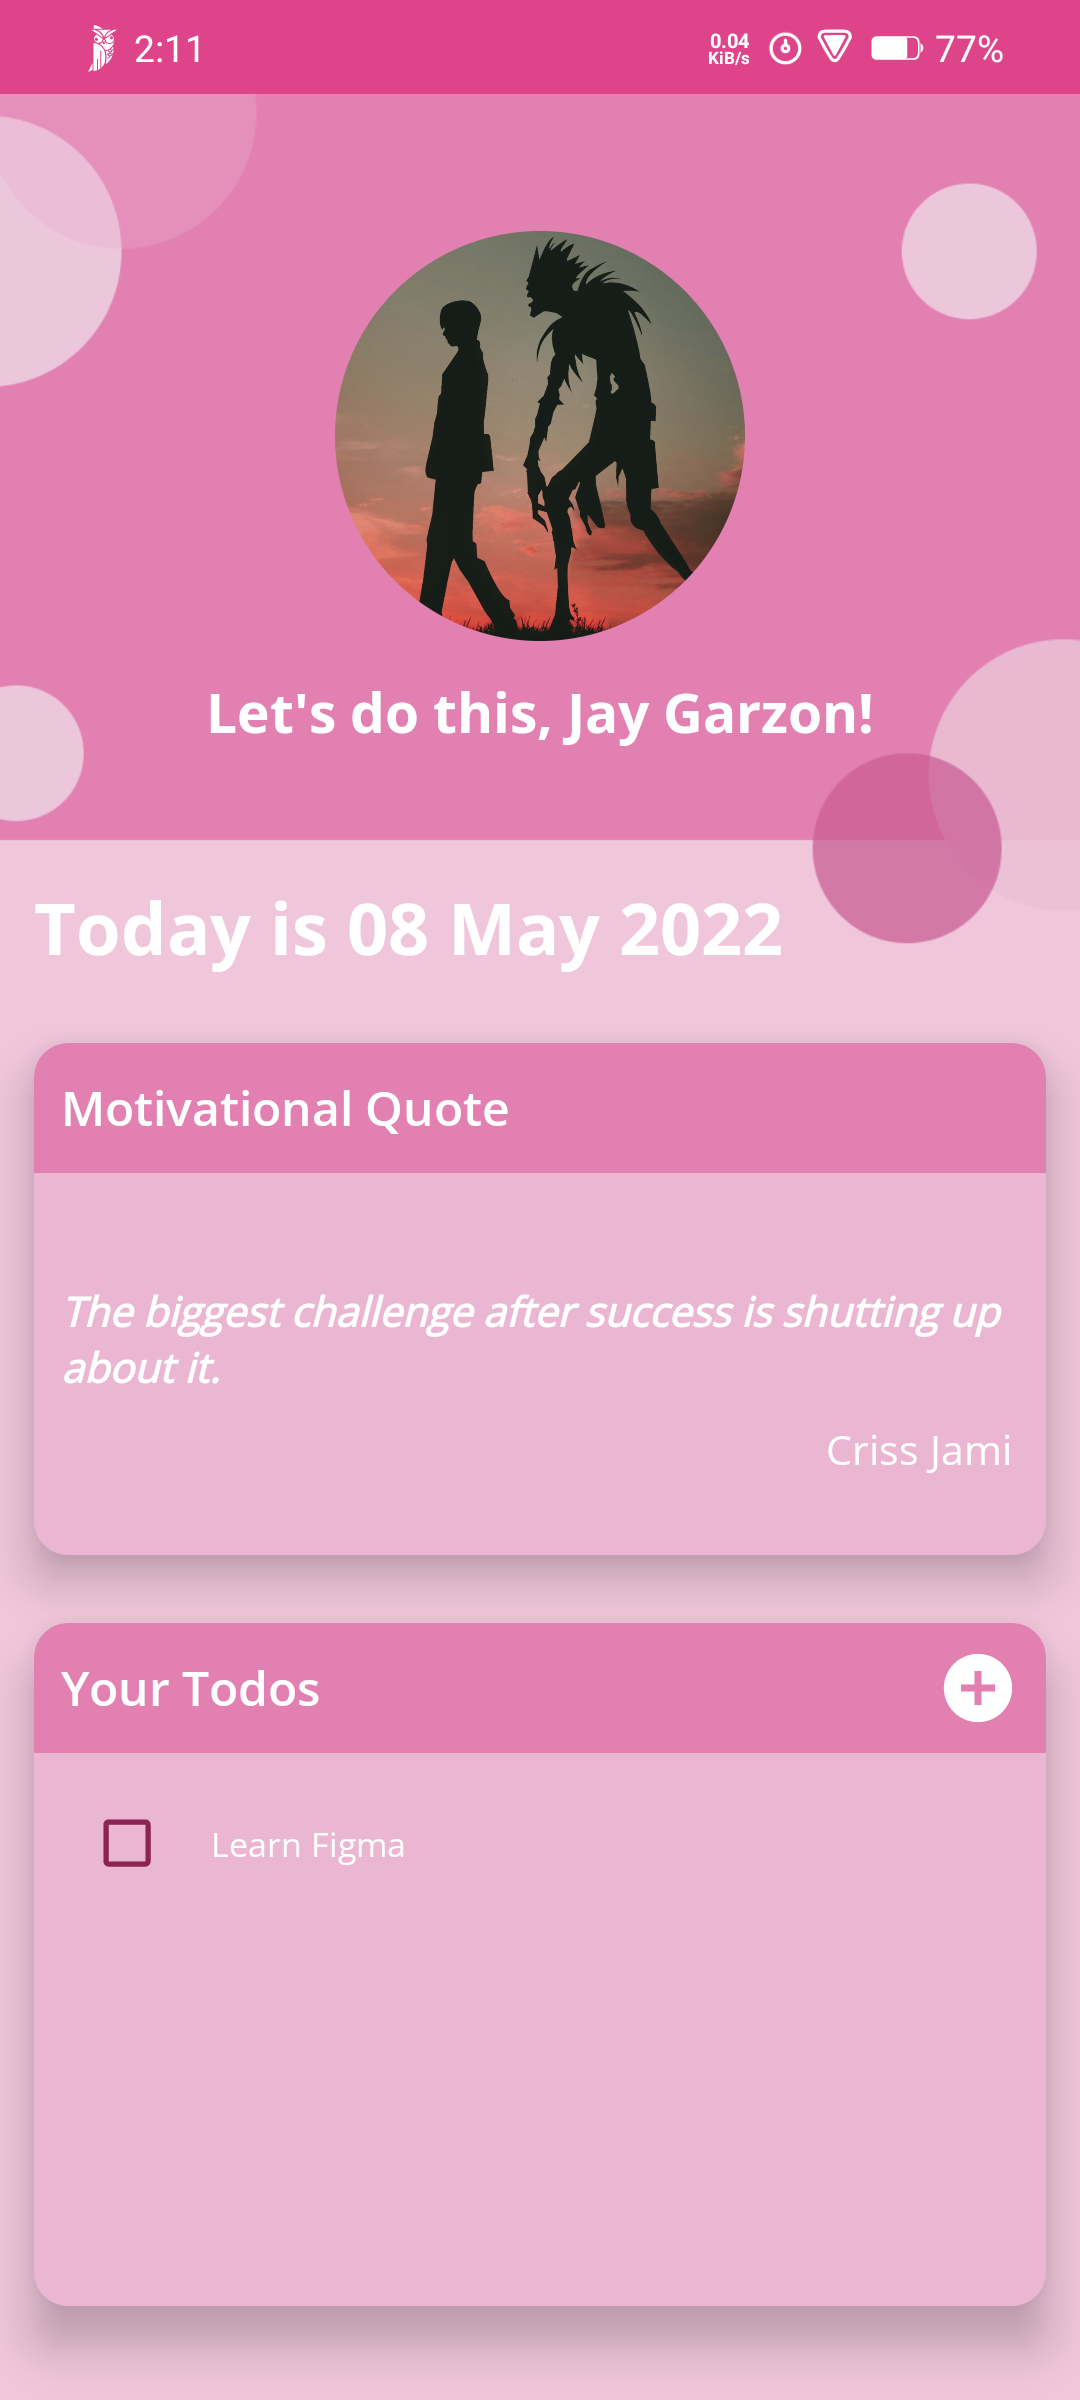 2:11
0.04
KiB/s
77%
Let's do this, Jay Garzon!
Today is 08 May 2022
Motivational Quote
The biggest challenge after success is shutting up
about it.
Criss Jami
Your Todos
Learn Figma